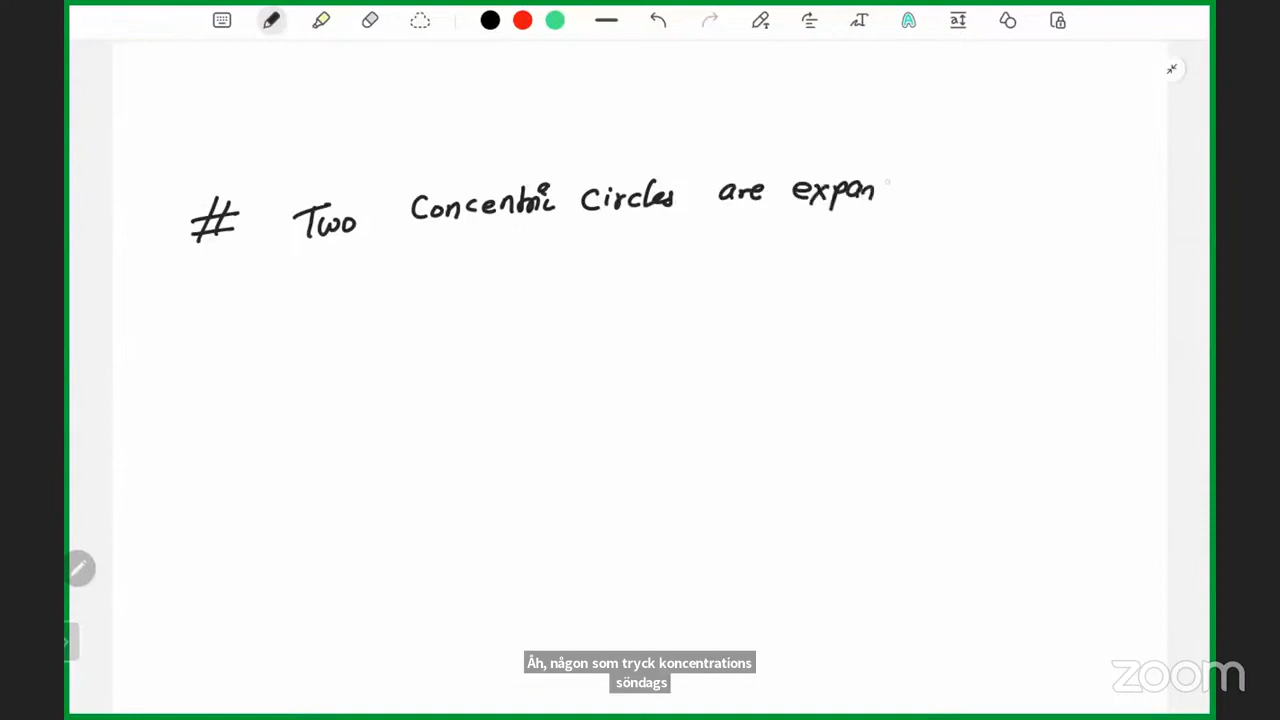 # Two Concentric Circles are expan
Åh, någon som tryck koncentrations
söndags
zoom